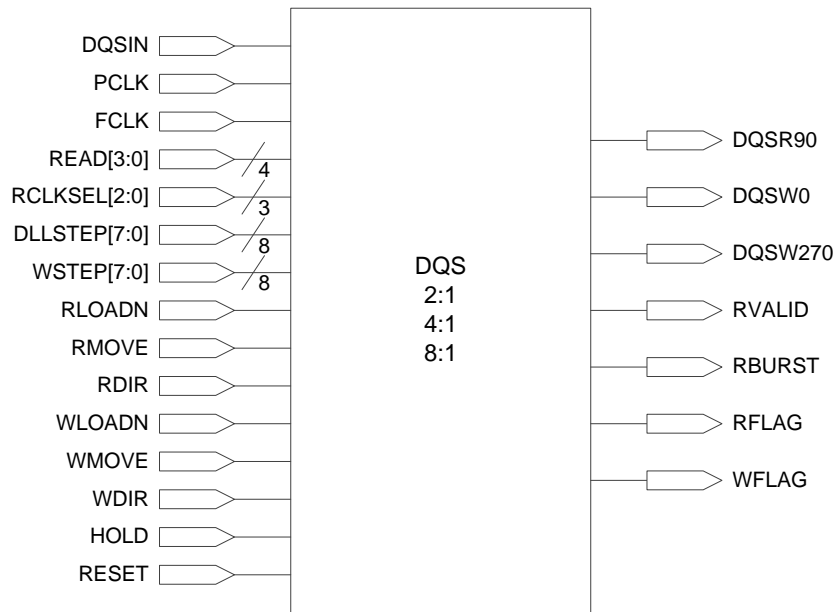 DQSIN
PCLK
FCLK
READ[3:0]
4
RCLKSEL[2:0]
3
DLLSTEP[7:0]
8
WSTEP[7:0]
8
RLOADN
RMOVE
RDIR
WLOADN
WMOVE
WDIR
HOLD
RESET
DQS
2:1
4:1
8:1
DQSR90
DQSW0
DQSW270
RVALID
RBURST
RFLAG
WFLAG